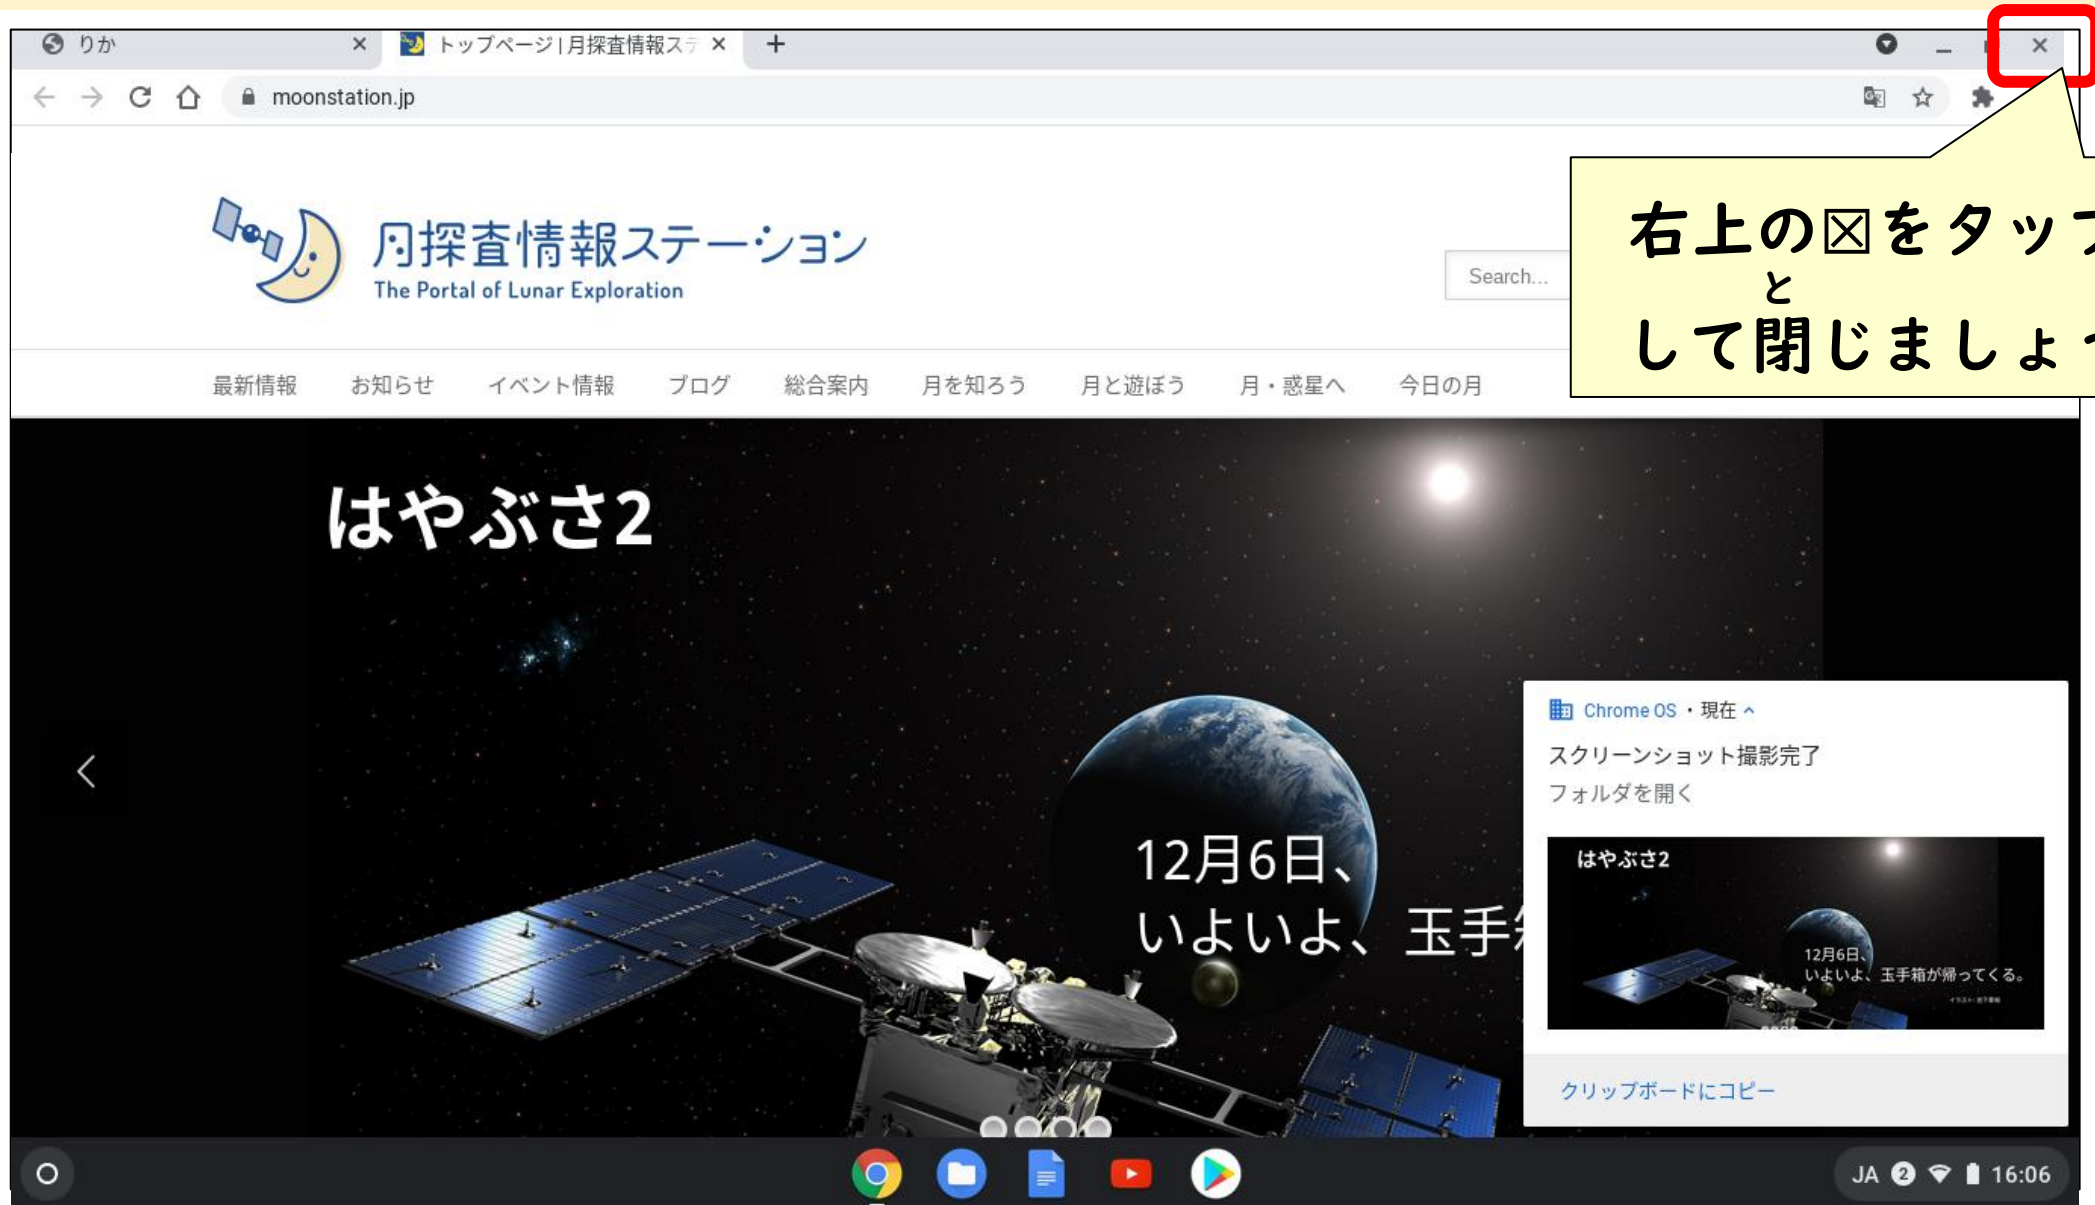 りか
トップページ | 月探査情報ステ
moonstation.jp
月探査情報ステーション
The Portal of Lunar Exploration
Search...
右上の☒をタップ
と
して閉じましょ
最新情報 お知らせ イベント情報 ブログ 総合案内 月を知ろう 月と遊ぼう 月・惑星へ 今日の月
はやぶさ2
12月6日、
いよいよ、玉手
Chrome OS ・ 現在
スクリーンショット撮影完了
フォルダを開く
はやぶさ2
12月6日、
いよいよ、玉手箱が帰ってくる。
クリップボードにコピー
JA 2 16:06